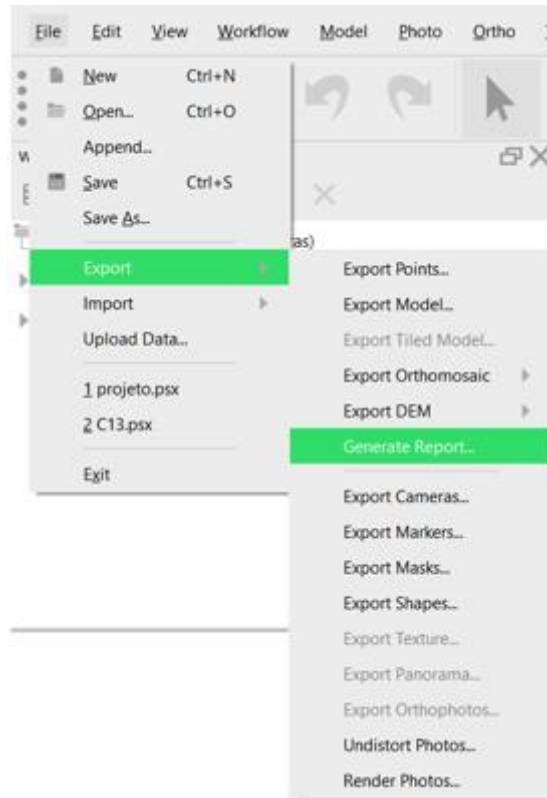 File Edit View Workflow Model Photo Ortho
New Ctrl+N
Open... Ctrl+O
Append...
Save Ctrl+S
Save As...
as)
Export
Import
Upload Data...
1 projeto.psx
2 C13.psx
Exit
Export Points...
Export Model...
Export Tiled Model...
Export Orthomosaic
Export DEM
Generate Report...
Export Cameras...
Export Markers...
Export Masks...
Export Shapes...
Export Texture...
Export Panorama...
Export Orthophotos...
Undistort Photos...
Render Photos...